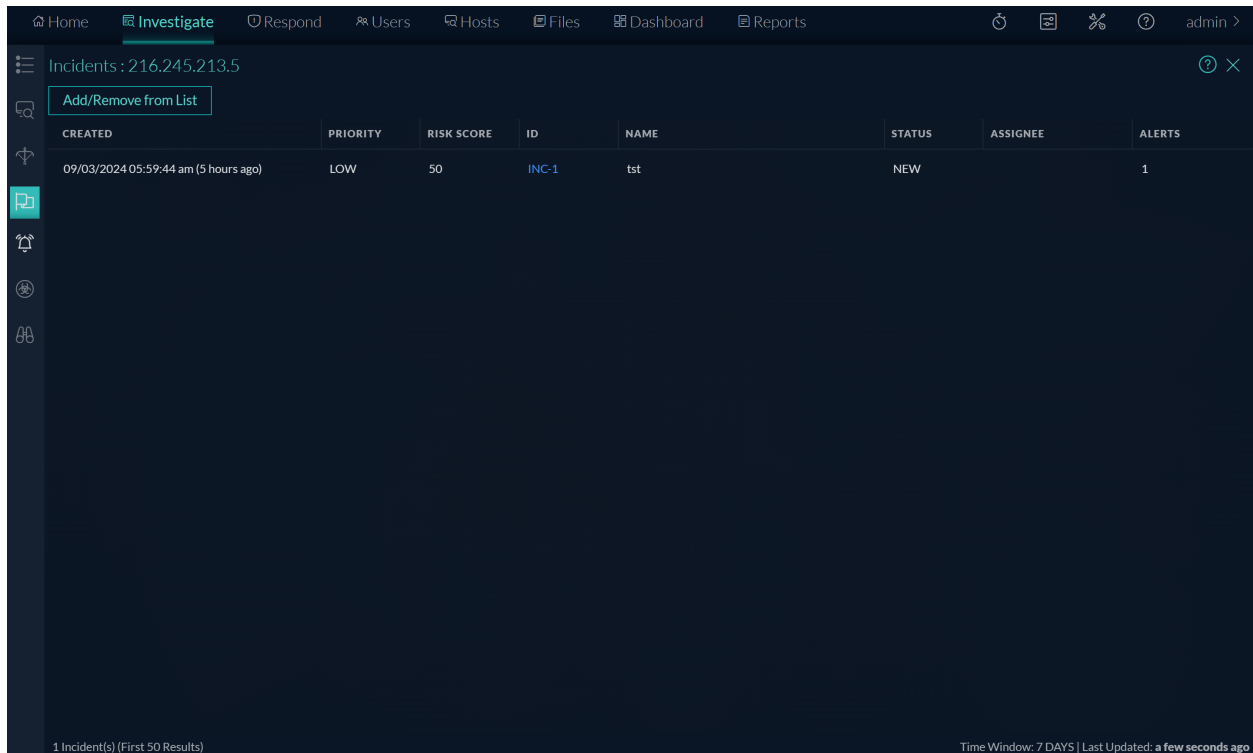 Home Investigate Respond Users Hosts Files Dashboard Reports admin >
Incidents : 216.245.213.5
Add/Remove from List
CREATED PRIORITY RISK SCORE ID NAME STATUS ASSIGNEE ALERTS
09/03/2024 05:59:44 am (5 hours ago) LOW 50 INC-1 tst NEW 1
1 Incident(s) (First 50 Results) Time Window: 7 DAYS | Last Updated: a few seconds ago